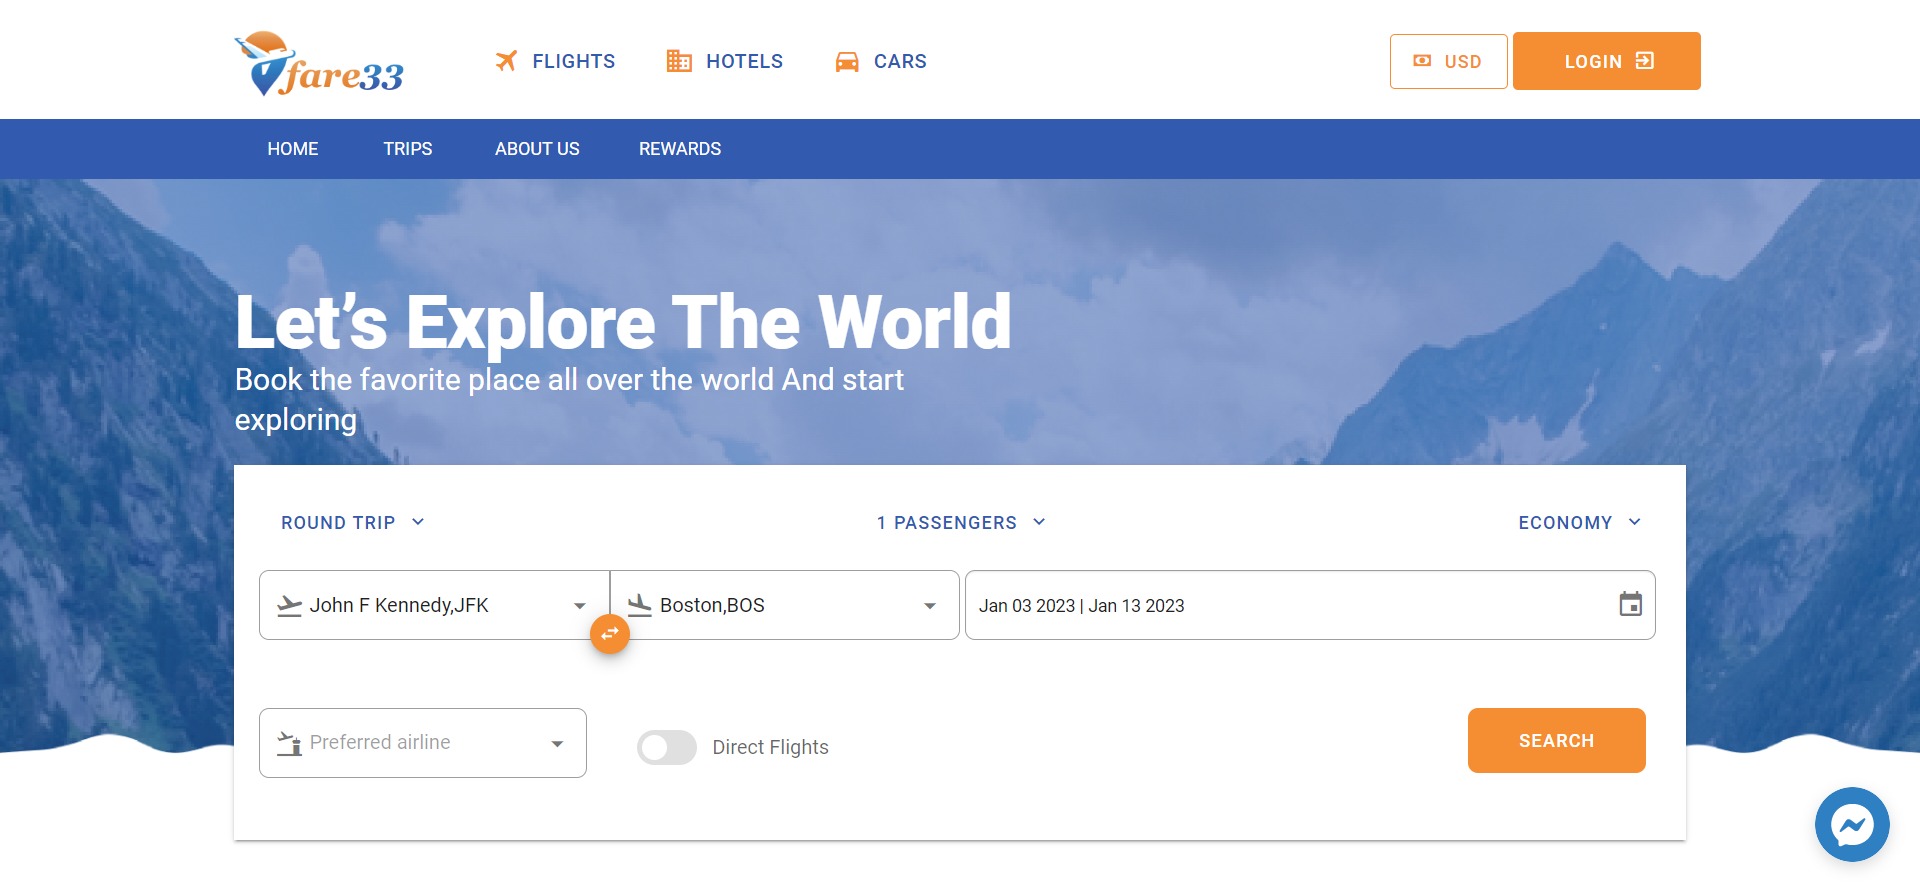 fare33
FLIGHTS
HOTELS
CARS
USD
LOGIN
HOME
TRIPS
ABOUT US
REWARDS
Let’s Explore The World
Book the favorite place all over the world And start
exploring
ROUND TRIP
1 PASSENGERS
ECONOMY
John F Kennedy,JFK
Boston,BOS
Jan 03 2023 | Jan 13 2023
Preferred airline
Direct Flights
SEARCH